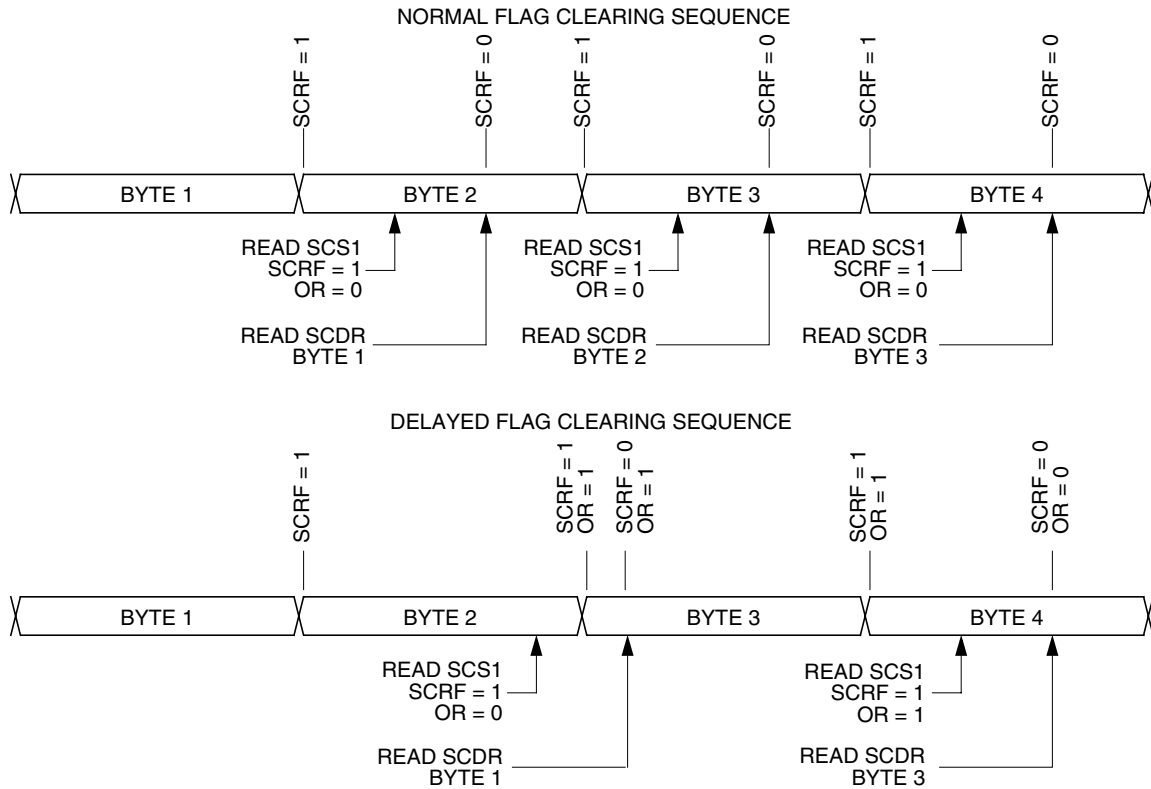 NORMAL FLAG CLEARING SEQUENCE
SCRF = 1
SCRF = 0
SCRF = 1
SCRF = 0
SCRF = 1
SCRF = 0
BYTE 1
BYTE 2
BYTE 3
BYTE 4
READ SCS1
SCRF = 1
OR = 0
READ SCS1
SCRF = 1
OR = 0
READ SCS1
SCRF = 1
OR = 0
READ SCDR
BYTE 1
READ SCDR
BYTE 2
READ SCDR
BYTE 3
DELAYED FLAG CLEARING SEQUENCE
SCRF = 1
SCRF = 1
OR = 1
SCRF = 0
OR = 1
SCRF = 1
OR = 1
SCRF = 0
OR = 0
BYTE 1
BYTE 2
BYTE 3
BYTE 4
READ SCS1
SCRF = 1
OR = 0
READ SCS1
SCRF = 1
OR = 1
READ SCDR
BYTE 1
READ SCDR
BYTE 3